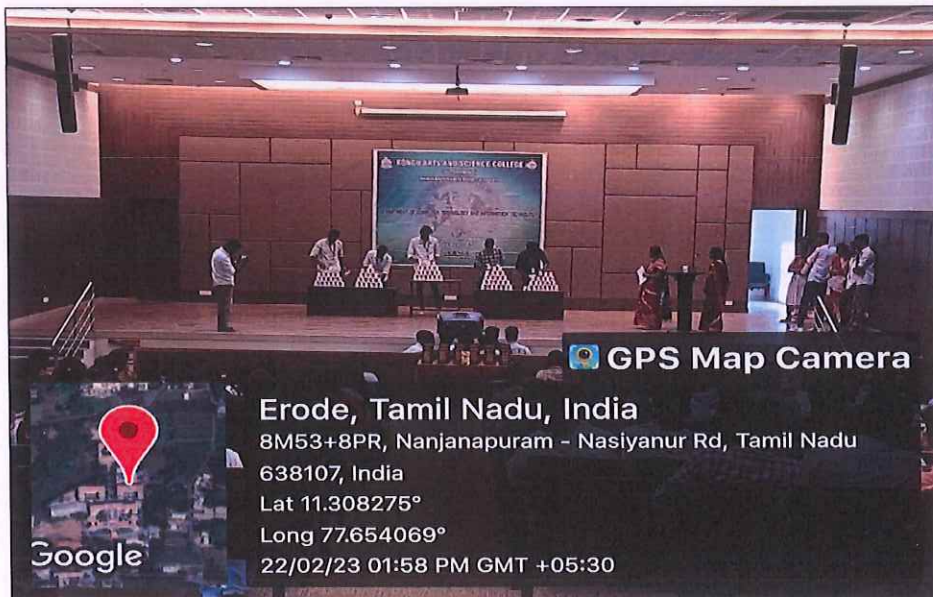 KONGU ARTS AND SCIENCE COLLEGE
GPS Map Camera
Erode, Tamil Nadu, India
8M53+8PR, Nanjanapuram - Nasiyanur Rd, Tamil Nadu
638107, India
Lat 11.308275°
Long 77.654069°
22/02/23 01:58 PM GMT +05:30
Google